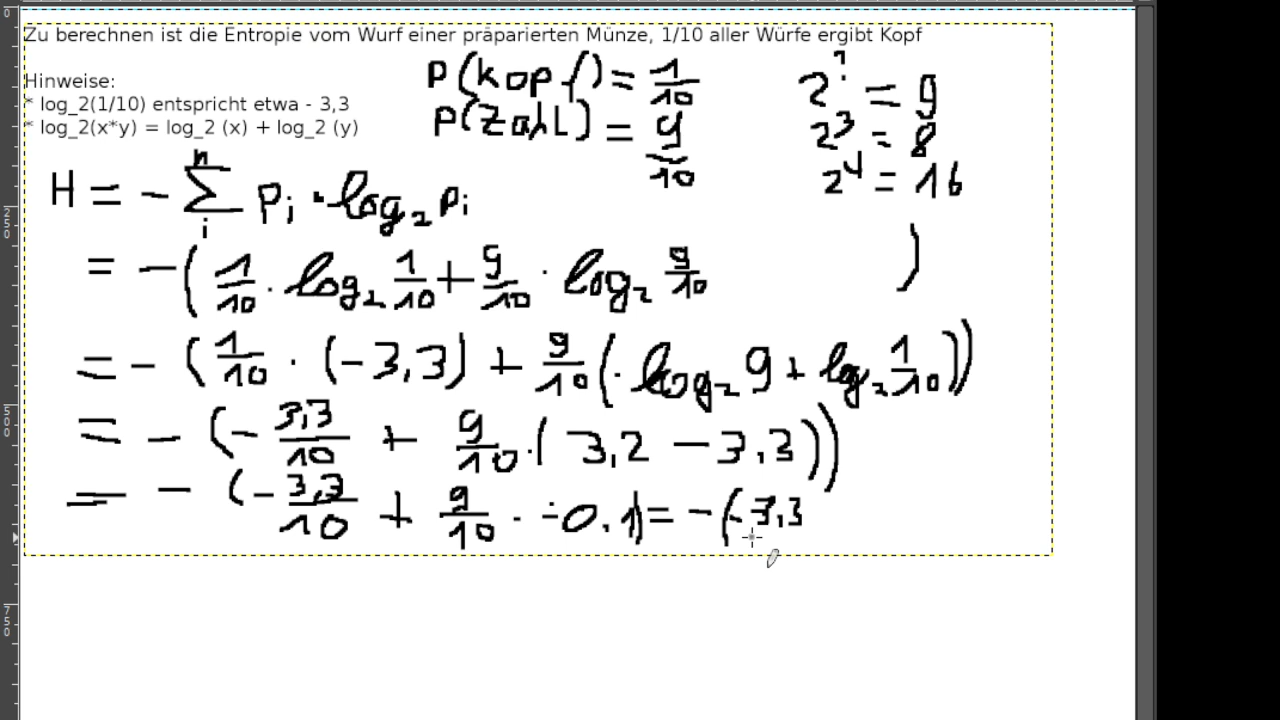 Zu berechnen ist die Entropie vom Wurf einer präparierten Münze, 1/10 aller Würfe ergibt Kopf
Hinweise:
* log_2(1/10) entspricht etwa - 3,3
* log_2(x*y) = log_2 (x) + log_2 (y)
P(Kopf) = 1/10
P(Zahl) = 9/10
2^? = 9
2^3 = 8
2^4 = 16
H = - Σ_i^n p_i · log_2 p_i
= - ( 1/10 · log_2 1/10 + 9/10 · log_2 9/10 )
= - ( 1/10 · (-3,3) + 9/10 ( · log_2 9 + log_2 1/10 ))
= - ( - 3,3/10 + 9/10 · ( 3,2 - 3,3 ))
= - ( - 3,3/10 + 9/10 · -0,1) = - (-3,3
0
250
500
750